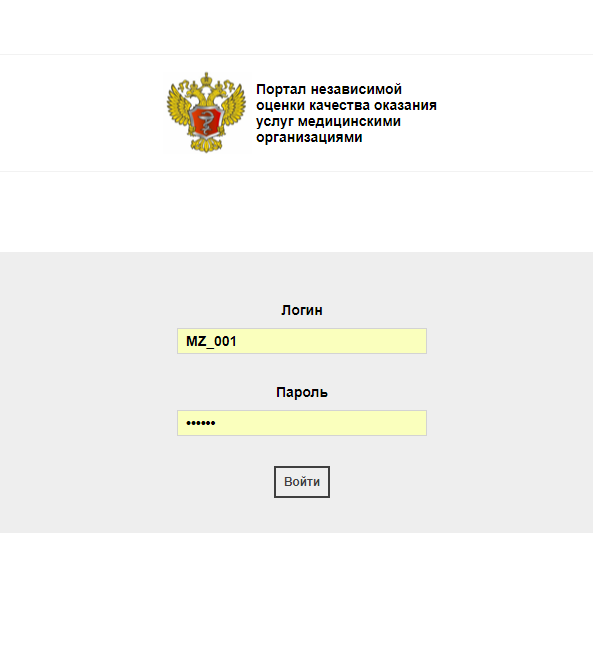 Портал независимой
оценки качества оказания
услуг медицинскими
организациями
Логин
MZ_001
Пароль
••••••
Войти